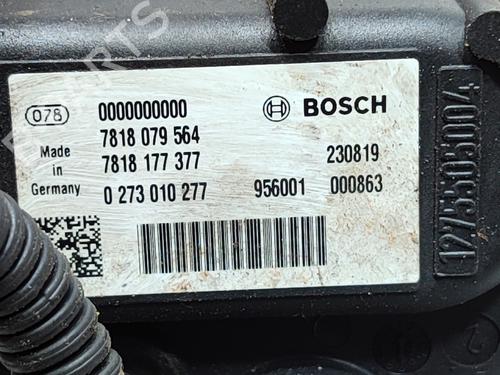 078
0000000000
BOSCH
7818 079 564
Made
7818 177 377
230819
in
Germany
0 273 010 277
956001
000863
1275505004